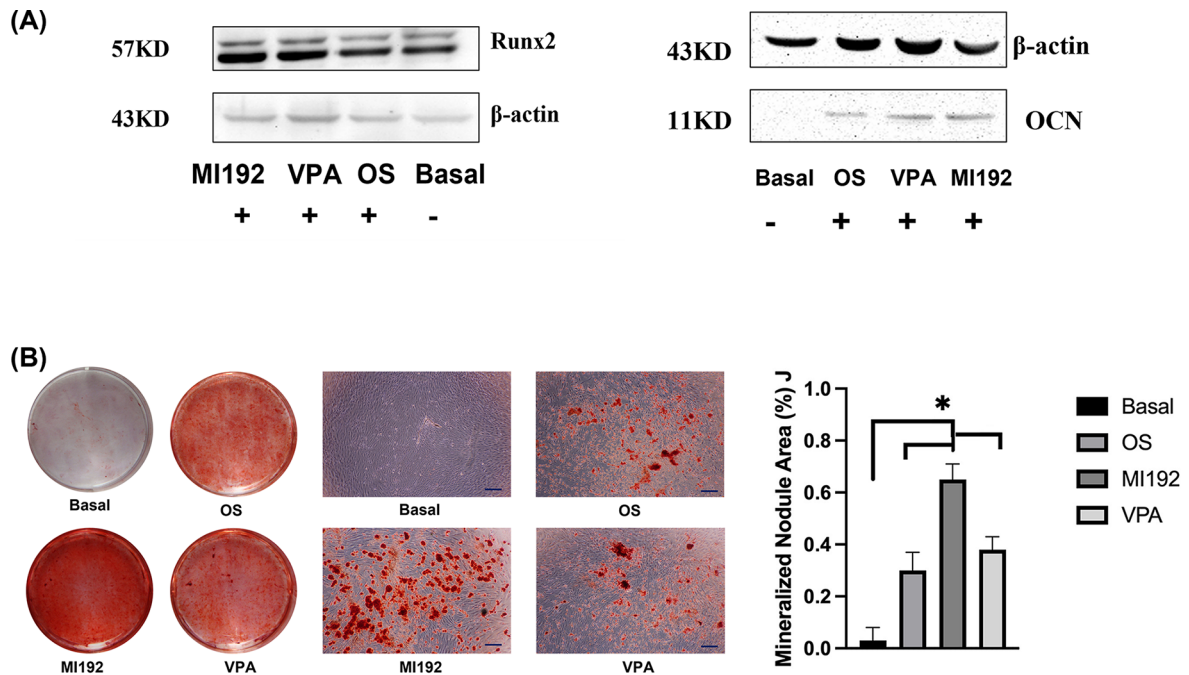 (A)
57KD
Runx2
43KD
β-actin
MI192 VPA OS Basal
+ + + -
43KD
β-actin
11KD
OCN
Basal OS VPA MI192
- + + +
(B)
Basal
OS
MI192
VPA
Basal
OS
MI192
VPA
Mineralized Nodule Area (%) J
1.0
0.8
0.6
0.4
0.2
0.0
*
Basal
OS
MI192
VPA